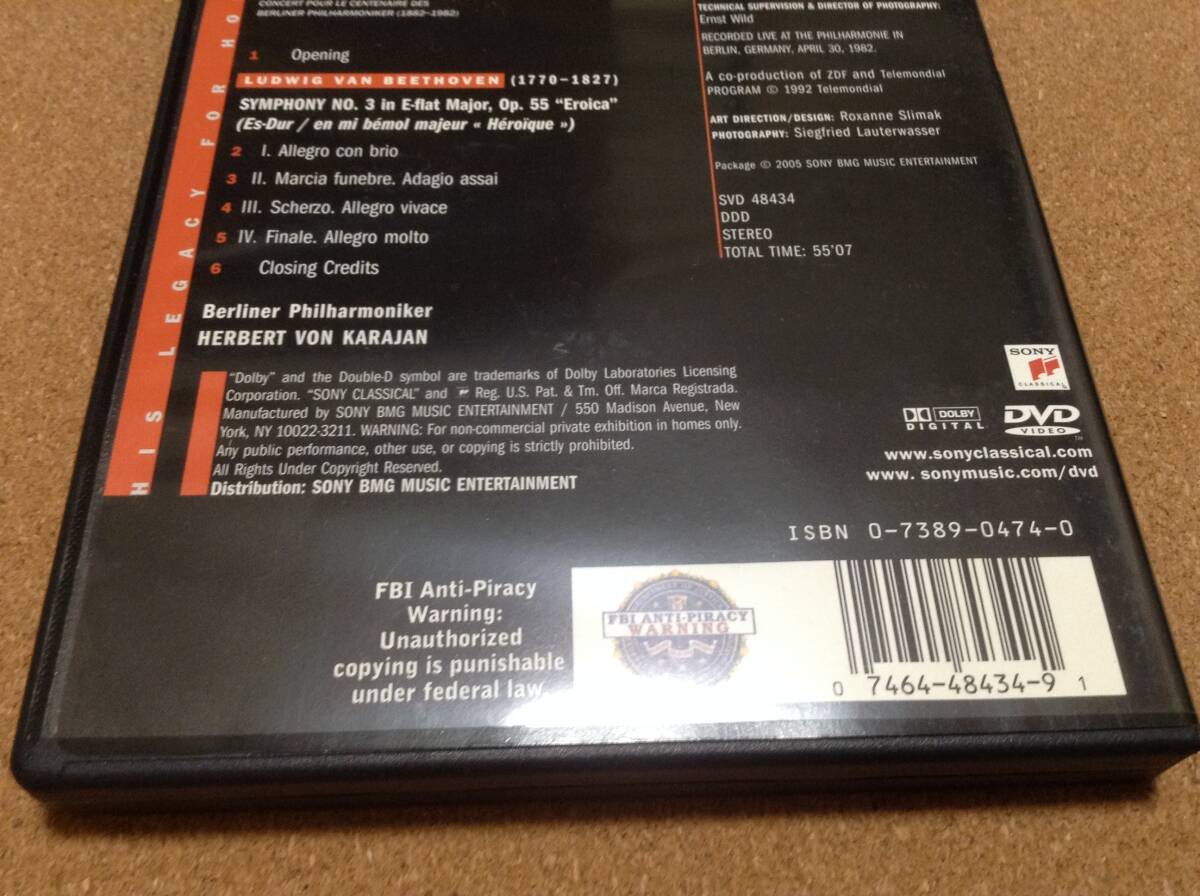 CONCERT POUR LE CENTENAIRE DES
BERLINER PHILHARMONIKER (1882–1982)
1 Opening
LUDWIG VAN BEETHOVEN (1770–1827)
SYMPHONY NO. 3 in E-flat Major, Op. 55 “Eroica”
(Es-Dur / en mi bémol majeur « Héroïque »)
2 I. Allegro con brio
3 II. Marcia funebre. Adagio assai
4 III. Scherzo. Allegro vivace
5 IV. Finale. Allegro molto
6 Closing Credits
Berliner Philharmoniker
HERBERT VON KARAJAN
HIS LEGACY FOR HO
TECHNICAL SUPERVISION & DIRECTOR OF PHOTOGRAPHY:
Ernst Wild
RECORDED LIVE AT THE PHILHARMONIE IN
BERLIN, GERMANY, APRIL 30, 1982.
A co-production of ZDF and Telemondial
PROGRAM © 1992 Telemondial
ART DIRECTION/DESIGN: Roxanne Slimak
PHOTOGRAPHY: Siegfried Lauterwasser
Package © 2005 SONY BMG MUSIC ENTERTAINMENT
SVD 48434
DDD
STEREO
TOTAL TIME: 55'07
“Dolby” and the Double-D symbol are trademarks of Dolby Laboratories Licensing
Corporation. “SONY CLASSICAL” and Reg. U.S. Pat. & Tm. Off. Marca Registrada.
Manufactured by SONY BMG MUSIC ENTERTAINMENT / 550 Madison Avenue, New
York, NY 10022-3211. WARNING: For non-commercial private exhibition in homes only.
Any public performance, other use, or copying is strictly prohibited.
All Rights Under Copyright Reserved.
Distribution: SONY BMG MUSIC ENTERTAINMENT
SONY
CLASSICAL
DOLBY
DIGITAL
DVD
VIDEO
™
www.sonyclassical.com
www. sonymusic.com/dvd
ISBN 0-7389-0474-0
FBI Anti-Piracy
Warning:
Unauthorized
copying is punishable
under federal law.
FBI ANTI-PIRACY
WARNING
0 7464-48434-9 1